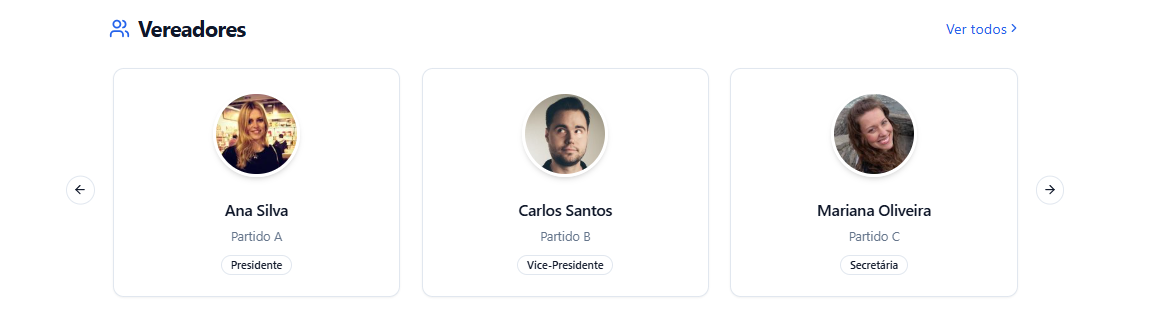 Vereadores
Ver todos
Ana Silva
Partido A
Presidente
Carlos Santos
Partido B
Vice-Presidente
Mariana Oliveira
Partido C
Secretária